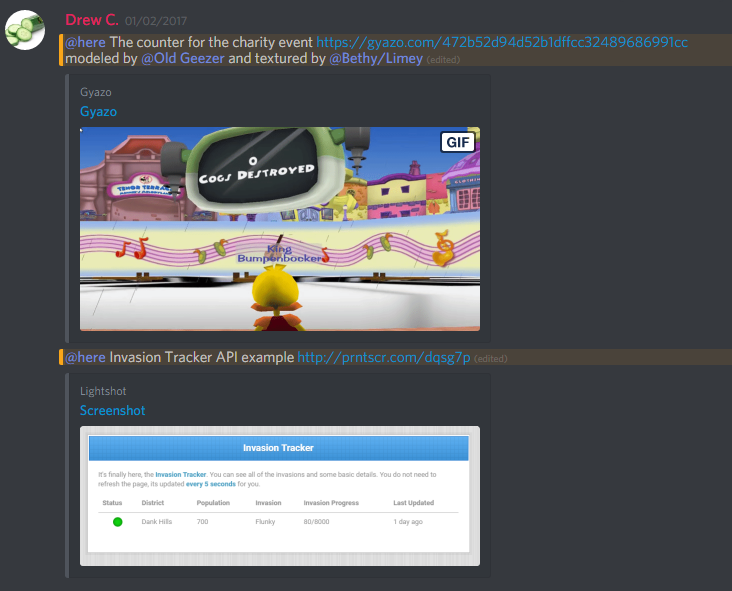 Drew C. 01/02/2017
@here The counter for the charity event https://gyazo.com/472b52d94d52b1dffcc32489686991cc
modeled by @Old Geezer and textured by @Bethy/Limey (edited)
Gyazo
Gyazo
GIF
0
COGS DESTROYED
TENOR TERRACE
King
Bumpenbocker
@here Invasion Tracker API example http://prntscr.com/dqsg7p (edited)
Lightshot
Screenshot
Invasion Tracker
It's finally here, the Invasion Tracker. You can see all of the invasions and some basic details. You do not need to
refresh the page, its updated every 5 seconds for you.
Status District Population Invasion Invasion Progress Last Updated
Dank Hills 700 Flunky 80/8000 1 day ago